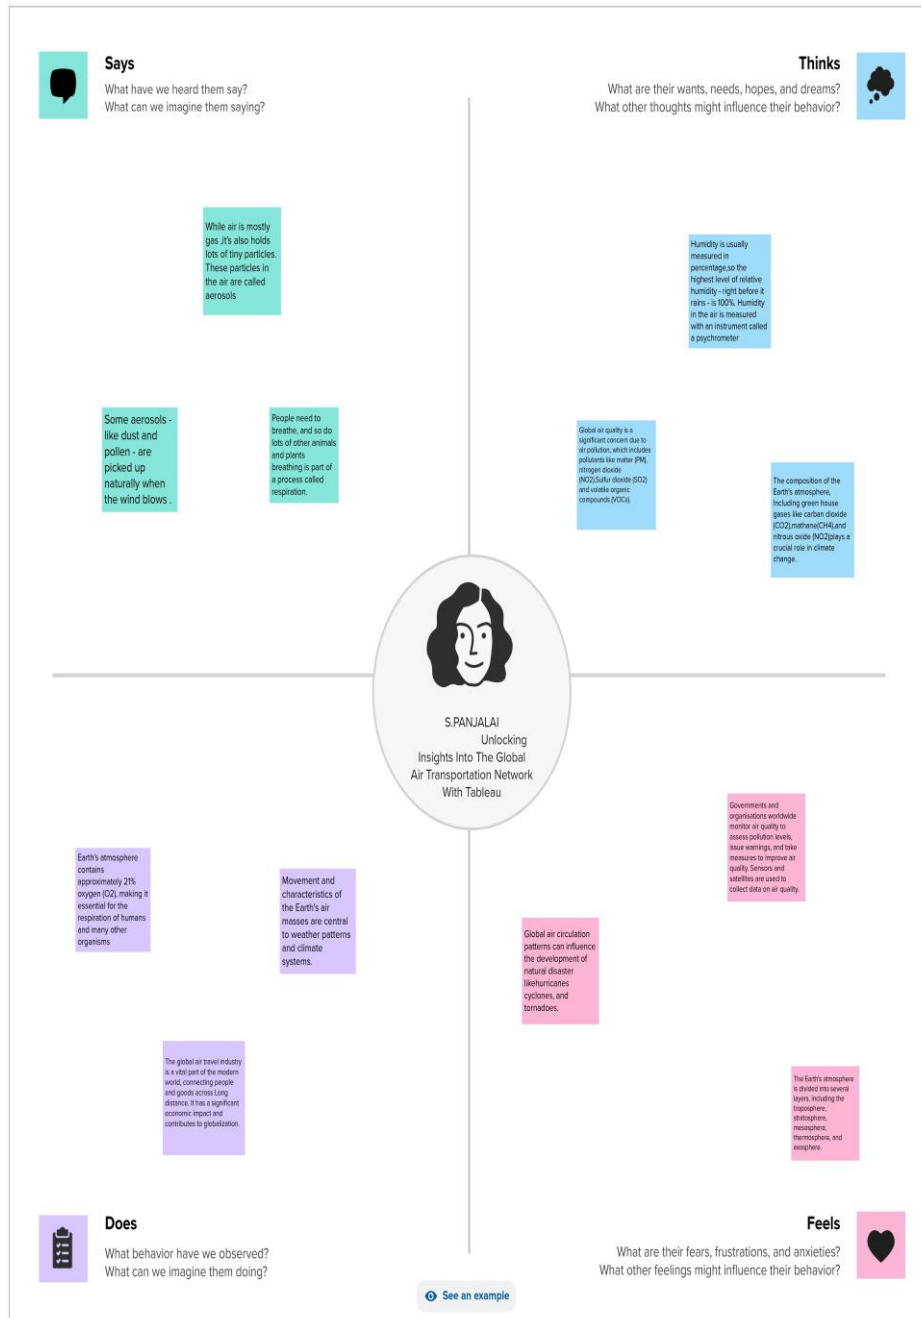 Says
What have we heard them say?
What can we imagine them saying?
Thinks
What are their wants, needs, hopes, and dreams?
What other thoughts might influence their behavior?
While air is mostly
gas ,it's also holds
lots of tiny particles.
These particles in
the air are called
aerosols
Some aerosols -
like dust and
pollen - are
picked up
naturally when
the wind blows .
People need to
breathe, and so do
lots of other animals
and plants
breathing is part of
a process called
respiration.
Humidity is usually
measured in
percentage,so the
highest level of relative
humidity - right before it
rains - is 100%. Humidity
in the air is measured
with an instrument called
a psychrometer
Global air quality is a
significant concern due to
air pollution, which includes
pollutants like matter (PM),
nitrogen dioxide
(NO2),Sulfur dioxide (SO2)
and volatile organic
compounds (VOCs).
The composition of the
Earth's atmosphere,
Including green house
gases like carben dioxide
(CO2),mathane(CH4),and
nitrous oxide (NO2)plays a
crucial role in climate
change.
S.PANJALAI
Unlocking
Insights Into The Global
Air Transportation Network
With Tableau
Earth's atmosphere
contains
approximately 21%
oxygen (O2), making it
essential for the
respiration of humans
and many other
organisms
Movement and
characteristics of
the Earth's air
masses are central
to weather patterns
and climate
systems.
The global air travel industry
is a vital part of the modern
world, connecting people
and goods across Long
distance. It has a significant
economic impact and
contributes to globalization.
Governments and
organisations worldwide
monitor air quality to
assess pollution levels,
issue warnings, and take
measures to improve air
quality. Sensors and
satellites are used to
collect data on air quality.
Global air circulation
patterns can influence
the development of
natural disaster
likehurricanes
cyclones, and
tornadoes.
The Earth's atmosphere
is divided into several
layers, including the
troposphere,
stratosphere,
mesosphere,
thermosphere, and
exosphere.
Does
What behavior have we observed?
What can we imagine them doing?
Feels
What are their fears, frustrations, and anxieties?
What other feelings might influence their behavior?
See an example